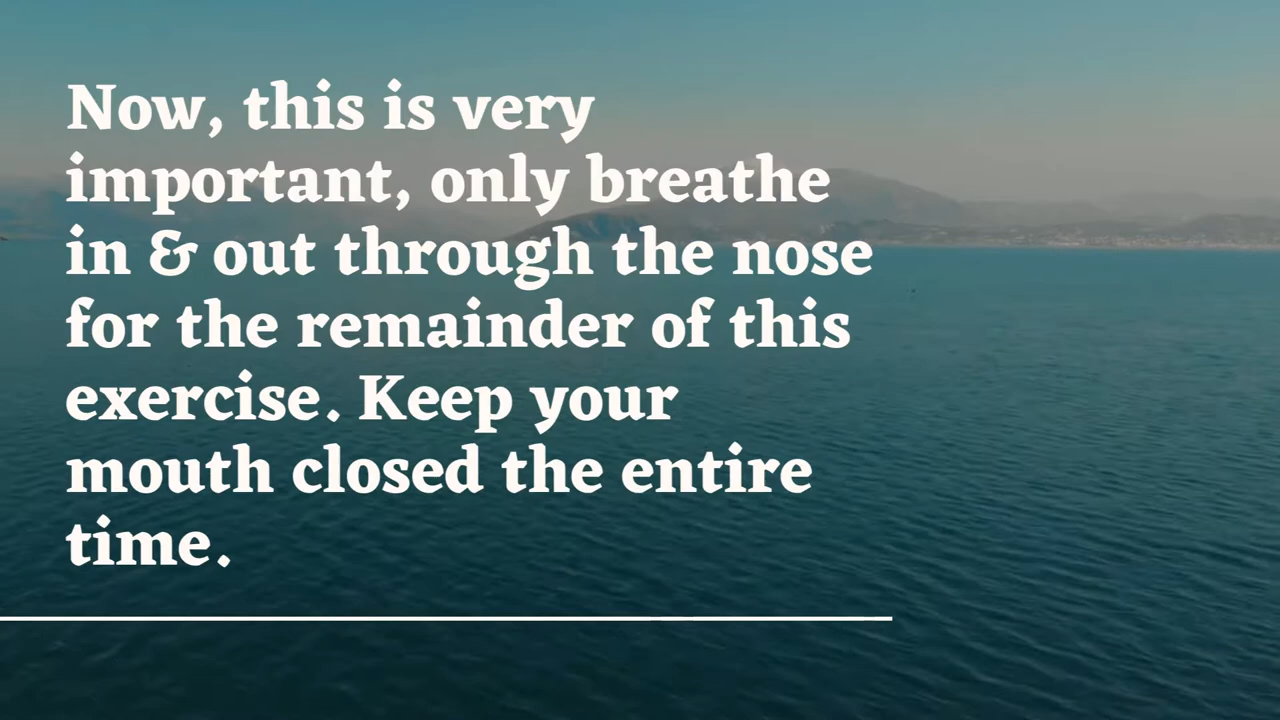 Now, this is very
important, only breathe
in & out through the nose
for the remainder of this
exercise. Keep your
mouth closed the entire
time.